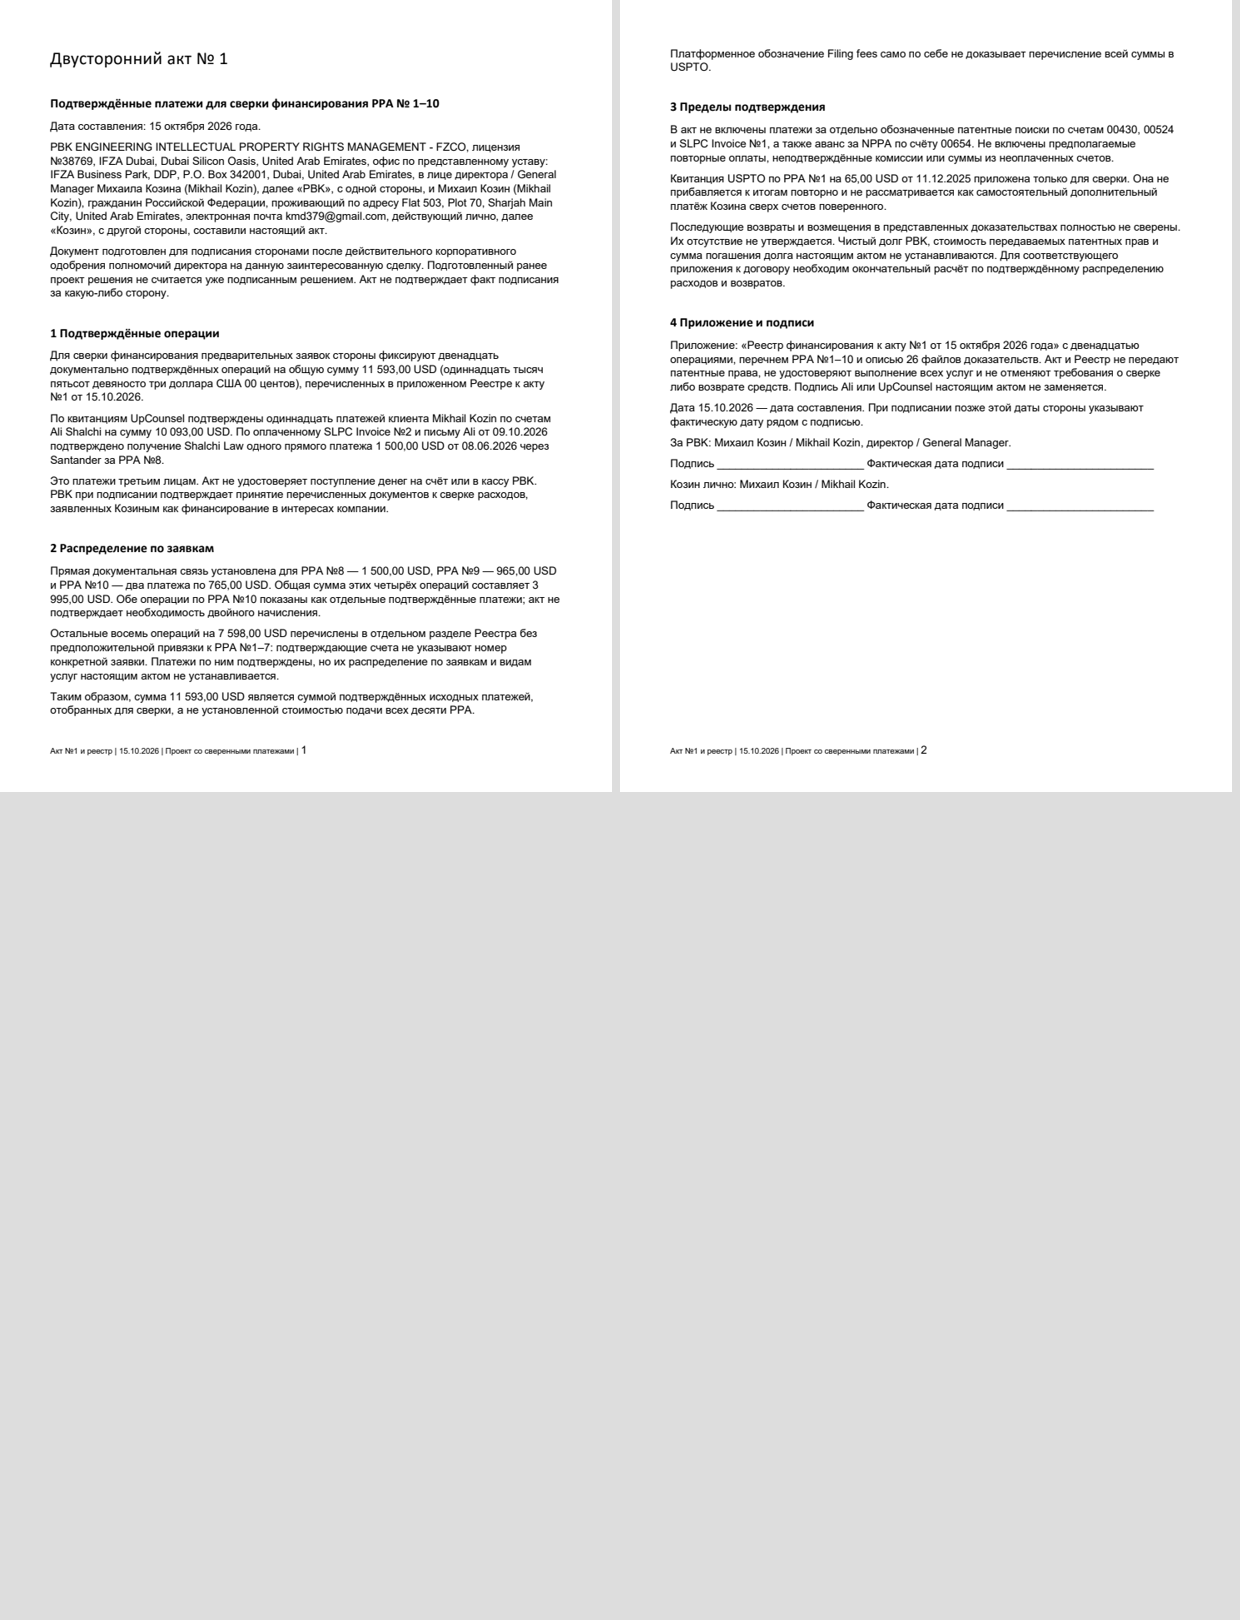 Двусторонний акт № 1
Подтверждённые платежи для сверки финансирования PPA № 1–10
Дата составления: 15 октября 2026 года.
PBK ENGINEERING INTELLECTUAL PROPERTY RIGHTS MANAGEMENT - FZCO, лицензия
№38769, IFZA Dubai, Dubai Silicon Oasis, United Arab Emirates, офис по представленному уставу:
IFZA Business Park, DDP, P.O. Box 342001, Dubai, United Arab Emirates, в лице директора / General
Manager Михаила Козина (Mikhail Kozin), далее «PBK», с одной стороны, и Михаил Козин (Mikhail
Kozin), гражданин Российской Федерации, проживающий по адресу Flat 503, Plot 70, Sharjah Main
City, United Arab Emirates, электронная почта kmd379@gmail.com, действующий лично, далее
«Козин», с другой стороны, составили настоящий акт.
Документ подготовлен для подписания сторонами после действительного корпоративного
одобрения полномочий директора на данную заинтересованную сделку. Подготовленный ранее
проект решения не считается уже подписанным решением. Акт не подтверждает факт подписания
за какую-либо сторону.
1 Подтверждённые операции
Для сверки финансирования предварительных заявок стороны фиксируют двенадцать
документально подтверждённых операций на общую сумму 11 593,00 USD (одиннадцать тысяч
пятьсот девяносто три доллара США 00 центов), перечисленных в приложенном Реестре к акту
№1 от 15.10.2026.
По квитанциям UpCounsel подтверждены одиннадцать платежей клиента Mikhail Kozin по счетам
Ali Shalchi на сумму 10 093,00 USD. По оплаченному SLPC Invoice №2 и письму Ali от 09.10.2026
подтверждено получение Shalchi Law одного прямого платежа 1 500,00 USD от 08.06.2026 через
Santander за PPA №8.
Это платежи третьим лицам. Акт не удостоверяет поступление денег на счёт или в кассу PBK.
PBK при подписании подтверждает принятие перечисленных документов к сверке расходов,
заявленных Козиным как финансирование в интересах компании.
2 Распределение по заявкам
Прямая документальная связь установлена для PPA №8 — 1 500,00 USD, PPA №9 — 965,00 USD
и PPA №10 — два платежа по 765,00 USD. Общая сумма этих четырёх операций составляет 3
995,00 USD. Обе операции по PPA №10 показаны как отдельные подтверждённые платежи; акт не
подтверждает необходимость двойного начисления.
Остальные восемь операций на 7 598,00 USD перечислены в отдельном разделе Реестра без
предположительной привязки к PPA №1–7: подтверждающие счета не указывают номер
конкретной заявки. Платежи по ним подтверждены, но их распределение по заявкам и видам
услуг настоящим актом не устанавливается.
Таким образом, сумма 11 593,00 USD является суммой подтверждённых исходных платежей,
отобранных для сверки, а не установленной стоимостью подачи всех десяти PPA.
Акт №1 и реестр | 15.10.2026 | Проект со сверенными платежами | 1
Платформенное обозначение Filing fees само по себе не доказывает перечисление всей суммы в
USPTO.
3 Пределы подтверждения
В акт не включены платежи за отдельно обозначенные патентные поиски по счетам 00430, 00524
и SLPC Invoice №1, а также аванс за NPPA по счёту 00654. Не включены предполагаемые
повторные оплаты, неподтверждённые комиссии или суммы из неоплаченных счетов.
Квитанция USPTO по PPA №1 на 65,00 USD от 11.12.2025 приложена только для сверки. Она не
прибавляется к итогам повторно и не рассматривается как самостоятельный дополнительный
платёж Козина сверх счетов поверенного.
Последующие возвраты и возмещения в представленных доказательствах полностью не сверены.
Их отсутствие не утверждается. Чистый долг PBK, стоимость передаваемых патентных прав и
сумма погашения долга настоящим актом не устанавливаются. Для соответствующего
приложения к договору необходим окончательный расчёт по подтверждённому распределению
расходов и возвратов.
4 Приложение и подписи
Приложение: «Реестр финансирования к акту №1 от 15 октября 2026 года» с двенадцатью
операциями, перечнем PPA №1–10 и описью 26 файлов доказательств. Акт и Реестр не передают
патентные права, не удостоверяют выполнение всех услуг и не отменяют требования о сверке
либо возврате средств. Подпись Ali или UpCounsel настоящим актом не заменяется.
Дата 15.10.2026 — дата составления. При подписании позже этой даты стороны указывают
фактическую дату рядом с подписью.
За PBK: Михаил Козин / Mikhail Kozin, директор / General Manager.
Подпись ________________________ Фактическая дата подписи ________________________
Козин лично: Михаил Козин / Mikhail Kozin.
Подпись ________________________ Фактическая дата подписи ________________________
Акт №1 и реестр | 15.10.2026 | Проект со сверенными платежами | 2